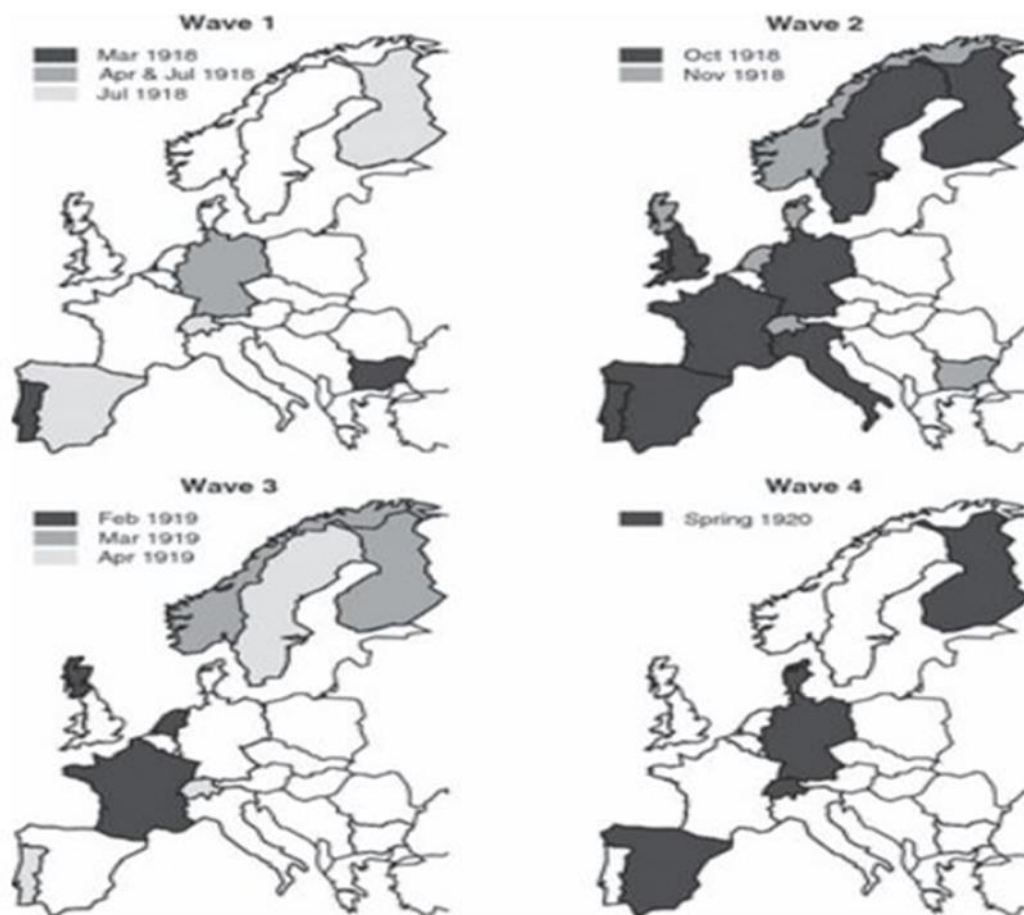 Wave 1
Mar 1918
Apr & Jul 1918
Jul 1918
Wave 2
Oct 1918
Nov 1918
Wave 3
Feb 1919
Mar 1919
Apr 1919
Wave 4
Spring 1920